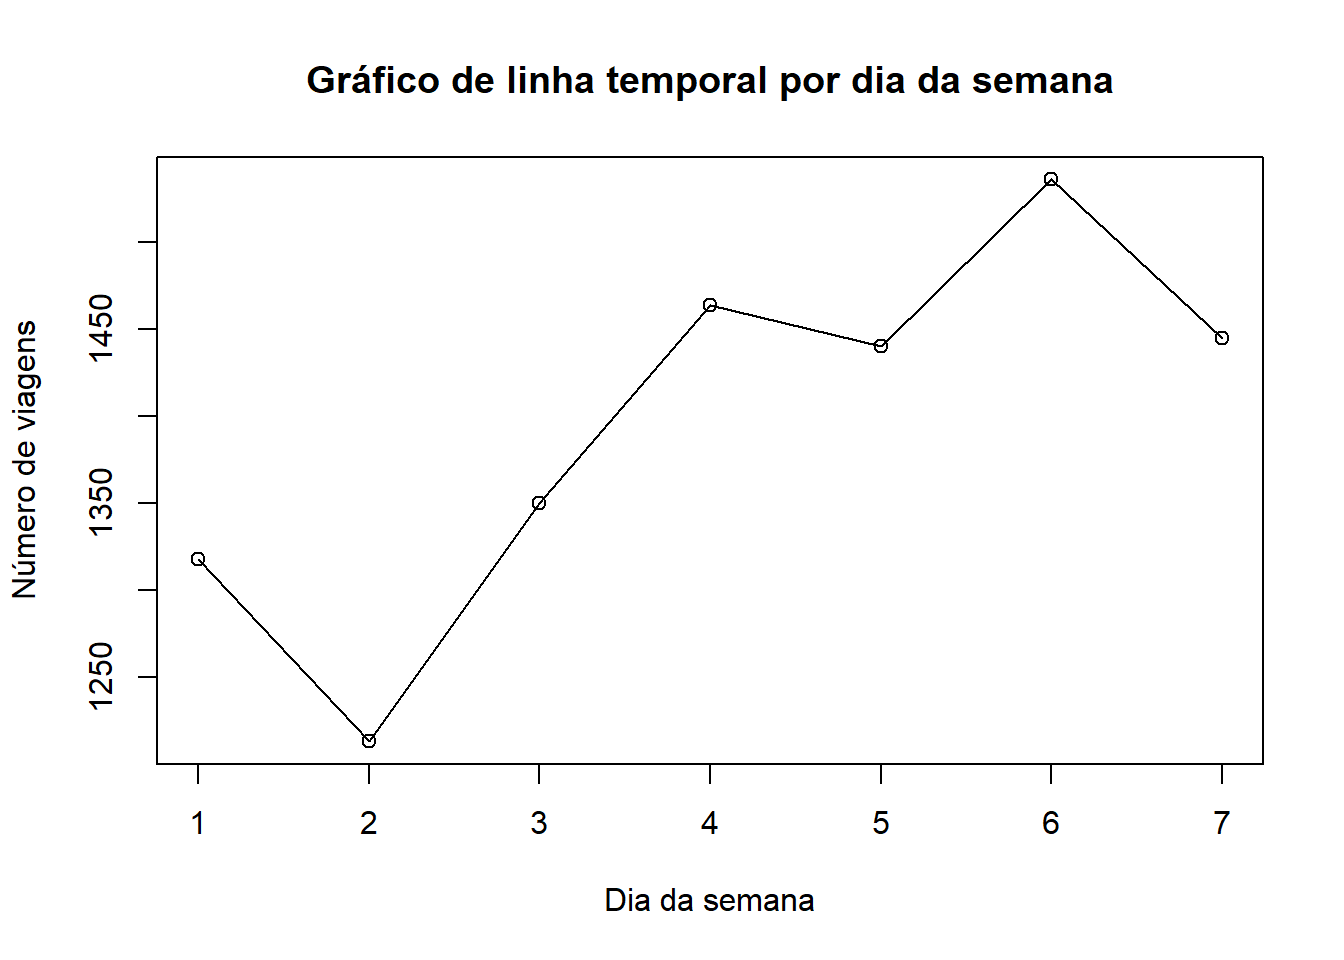 Gráfico de linha temporal por dia da semana
Número de viagens
1450
1350
1250
1 2 3 4 5 6 7
Dia da semana